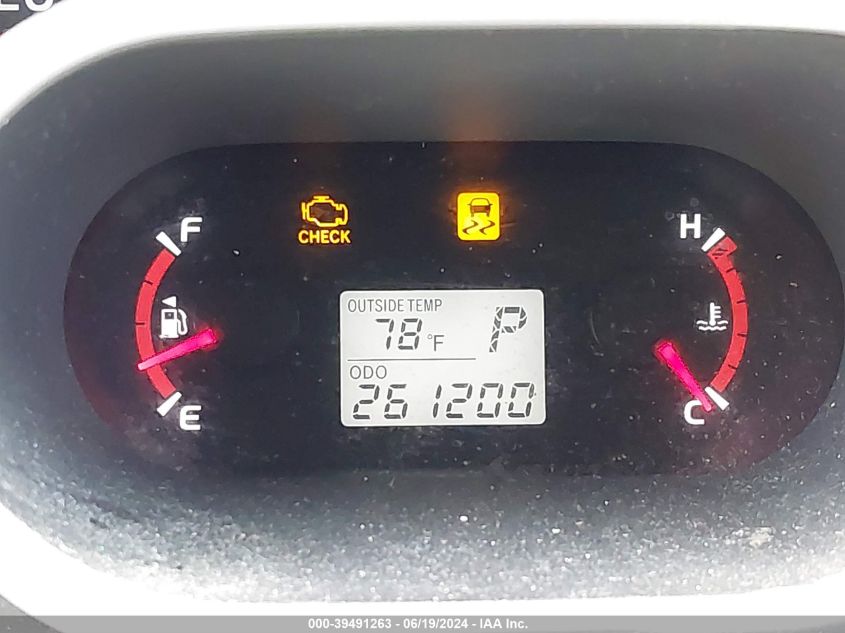 F
H
CHECK
OUTSIDE TEMP
78 °F P
ODO
261200
E
C
000-39491263 - 06/19/2024 - IAA Inc.